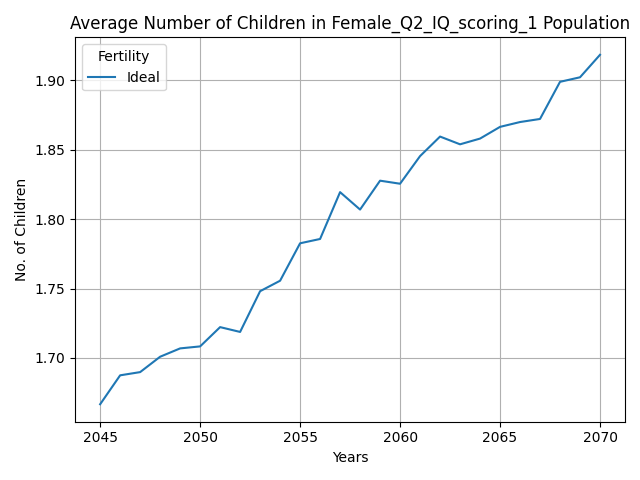 Average Number of Children in Female_Q2_IQ_scoring_1 Population
Fertility
Ideal
No. of Children
1.90
1.85
1.80
1.75
1.70
2045 2050 2055 2060 2065 2070
Years